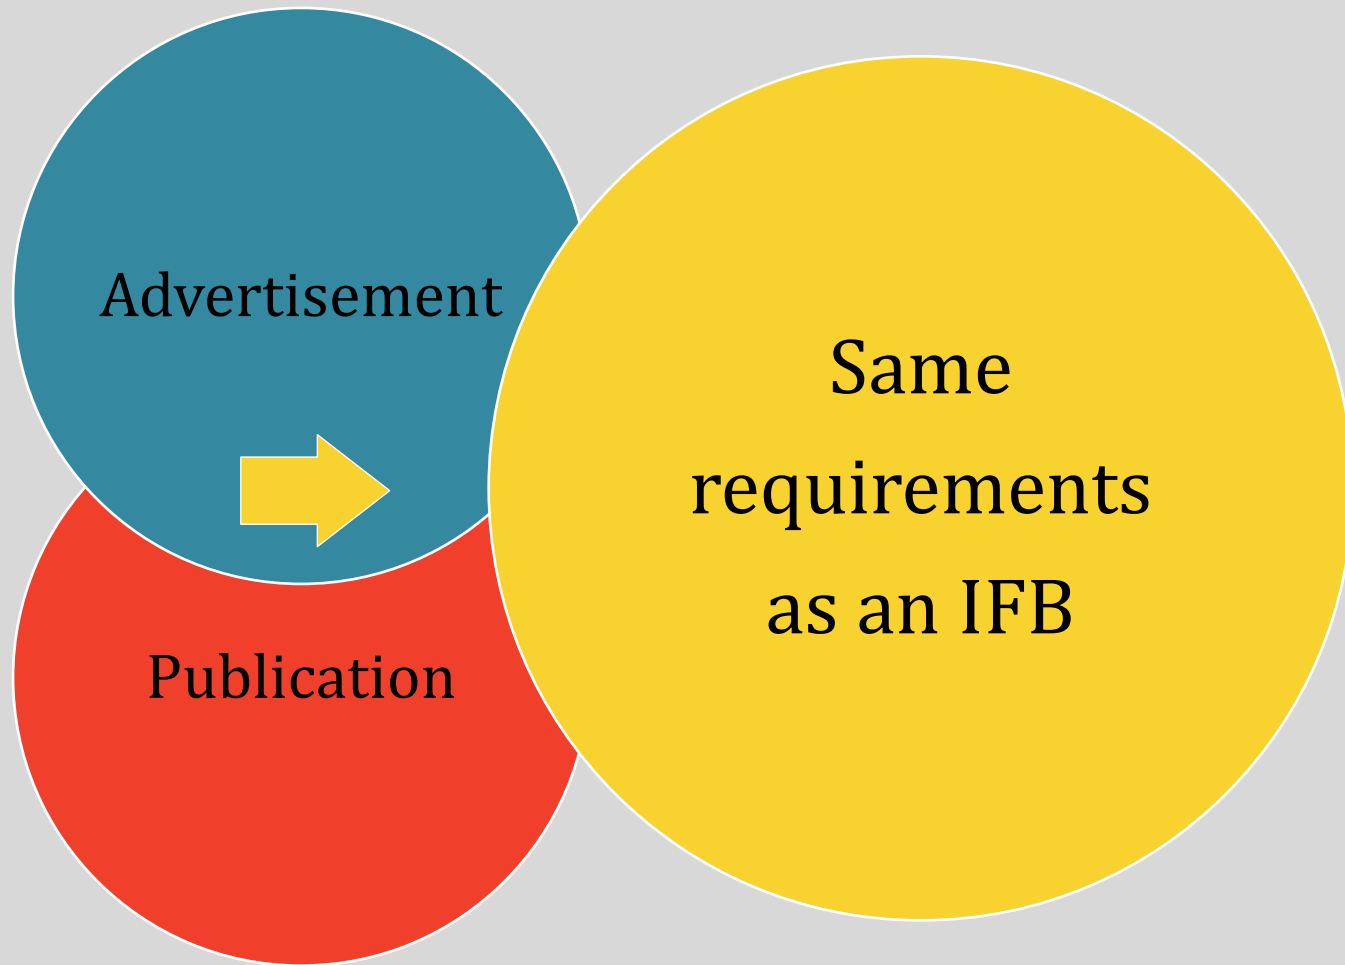 Advertisement
Publication
Same
requirements
as an IFB